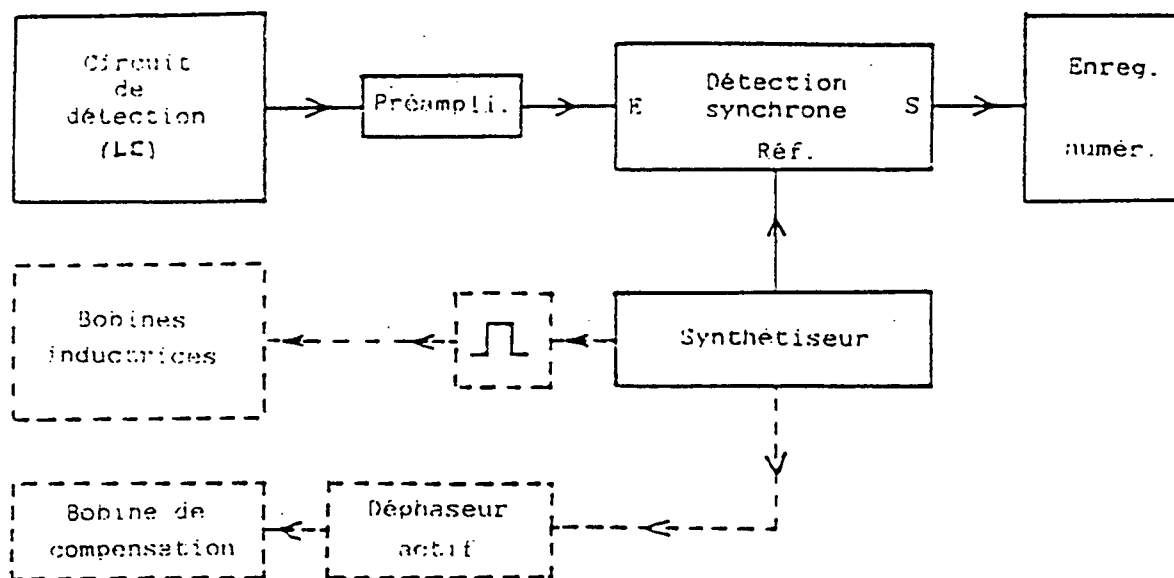 Circuit
de
détection
(LC)
Préampli.
E
Détection
synchrone
S
Réf.
Enreg.
numér.
Bobines
inductrices
Synthétiseur
Bobine de
compensation
Déphaseur
actif